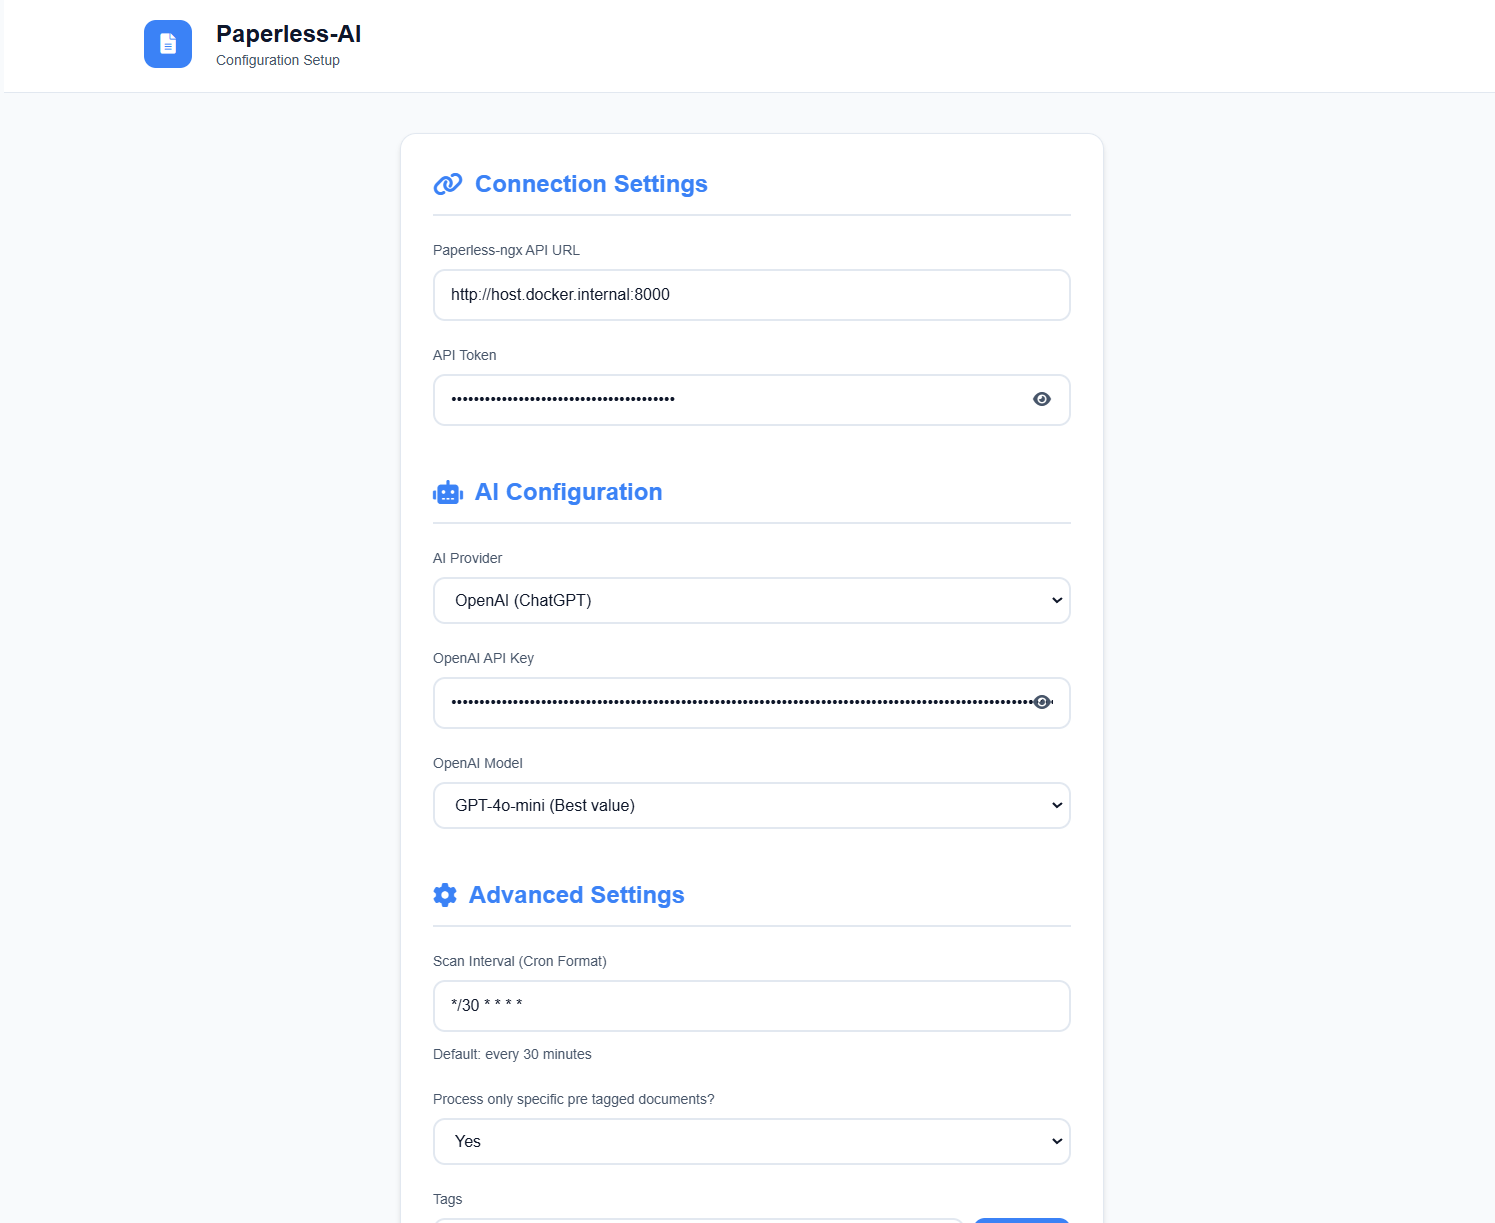 Paperless-AI
Configuration Setup
Connection Settings
Paperless-ngx API URL
http://host.docker.internal:8000
API Token
AI Configuration
AI Provider
OpenAI (ChatGPT)
OpenAI API Key
OpenAI Model
GPT-4o-mini (Best value)
Advanced Settings
Scan Interval (Cron Format)
*/30 * * * *
Default: every 30 minutes
Process only specific pre tagged documents?
Yes
Tags